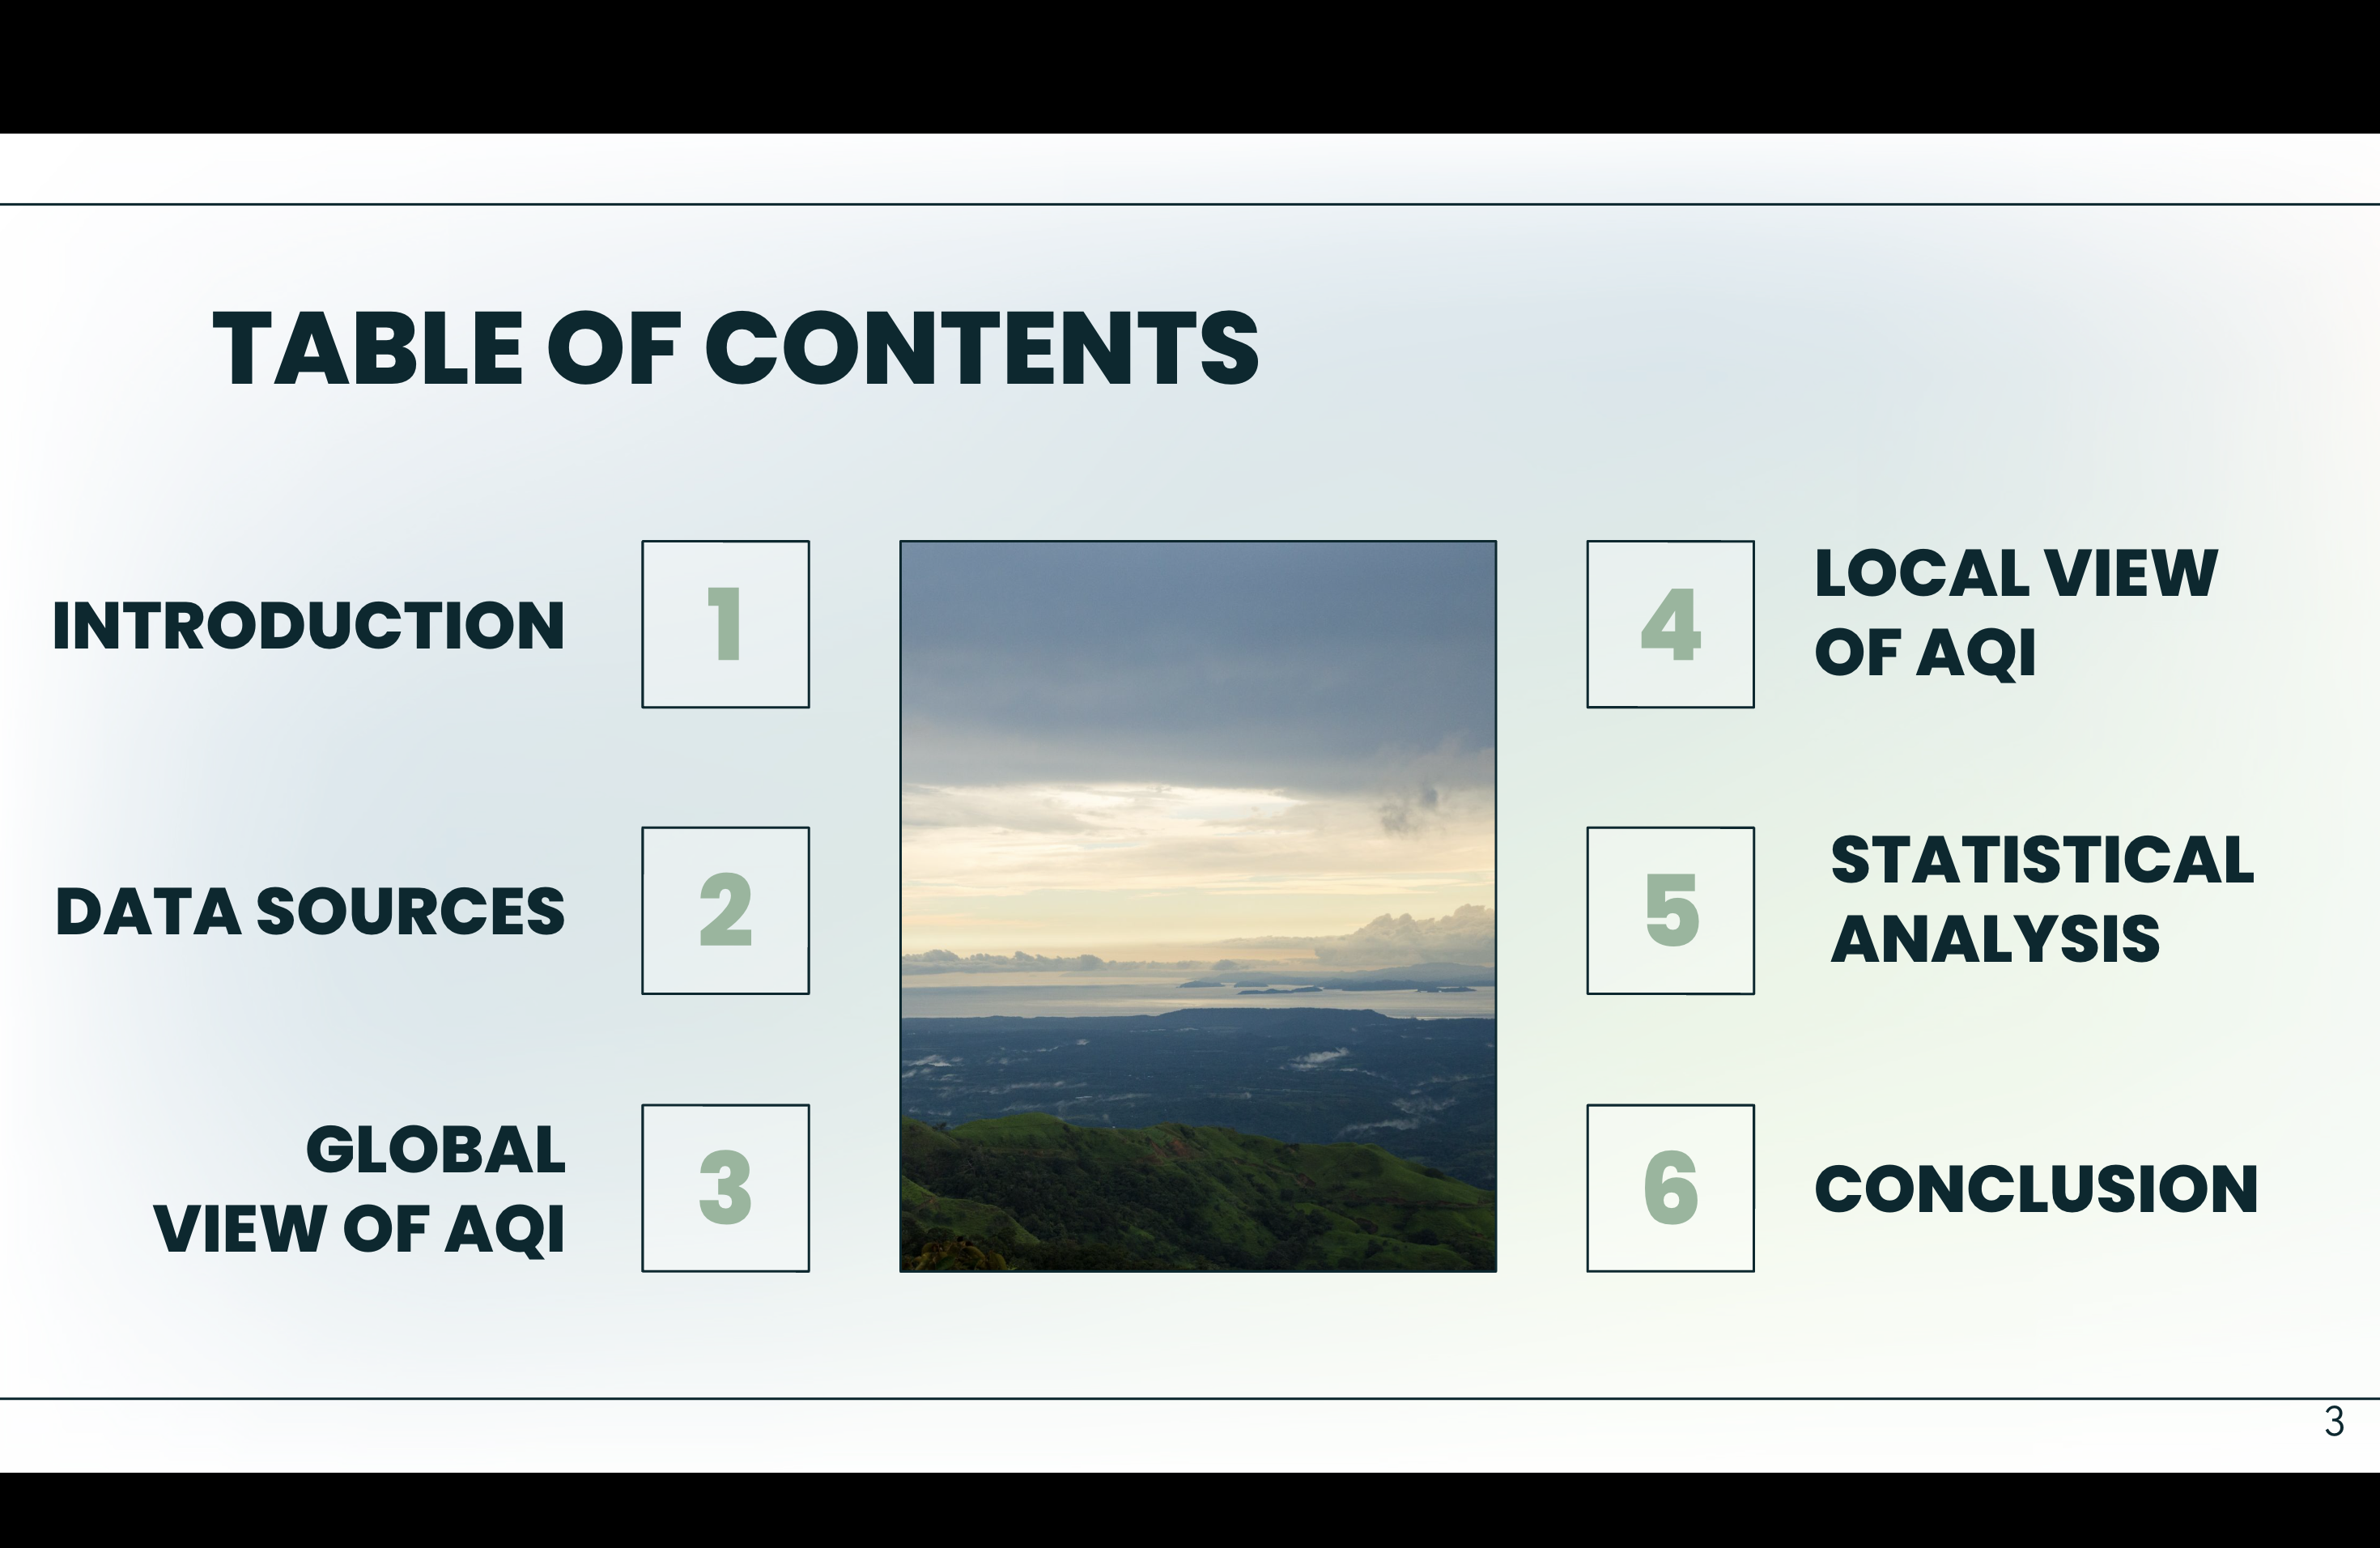 TABLE OF CONTENTS
INTRODUCTION
1
DATA SOURCES
2
GLOBAL
VIEW OF AQI
3
4
LOCAL VIEW
OF AQI
5
STATISTICAL
ANALYSIS
6
CONCLUSION
3